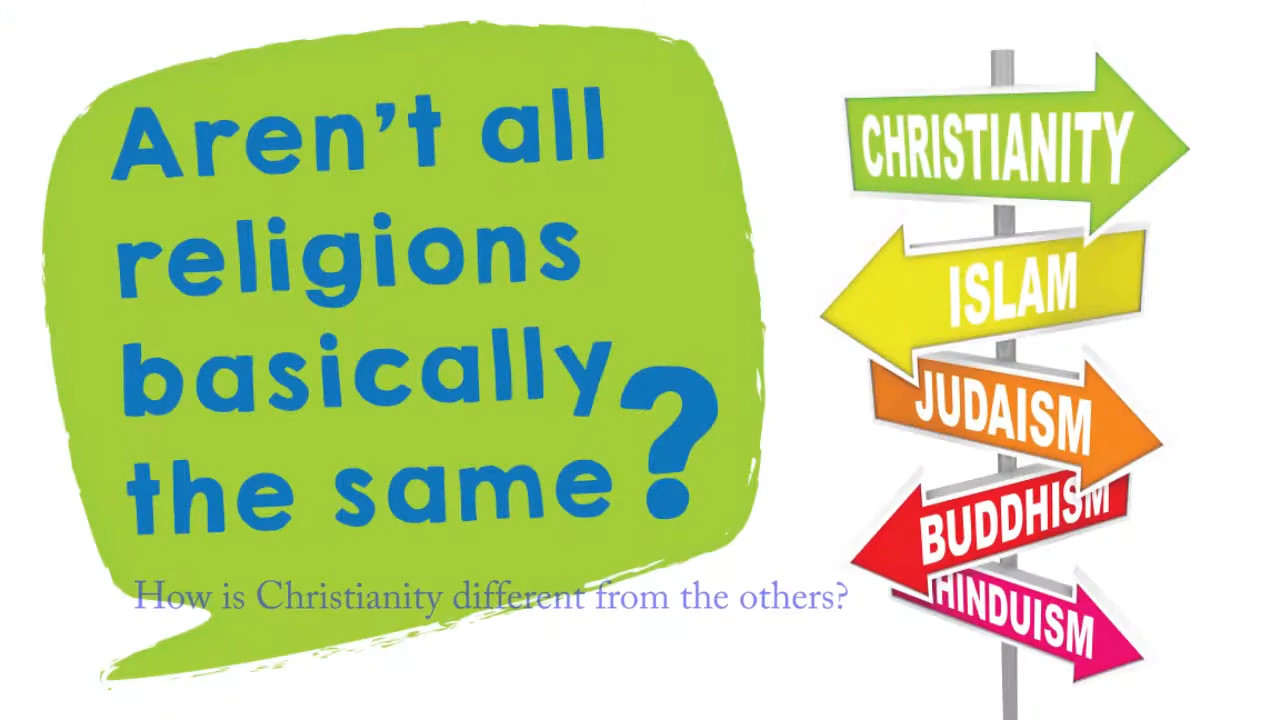 Aren't all
religions
basically
the same?
How is Christianity different from the others?
CHRISTIANITY
ISLAM
JUDAISM
BUDDHISM
HINDUISM